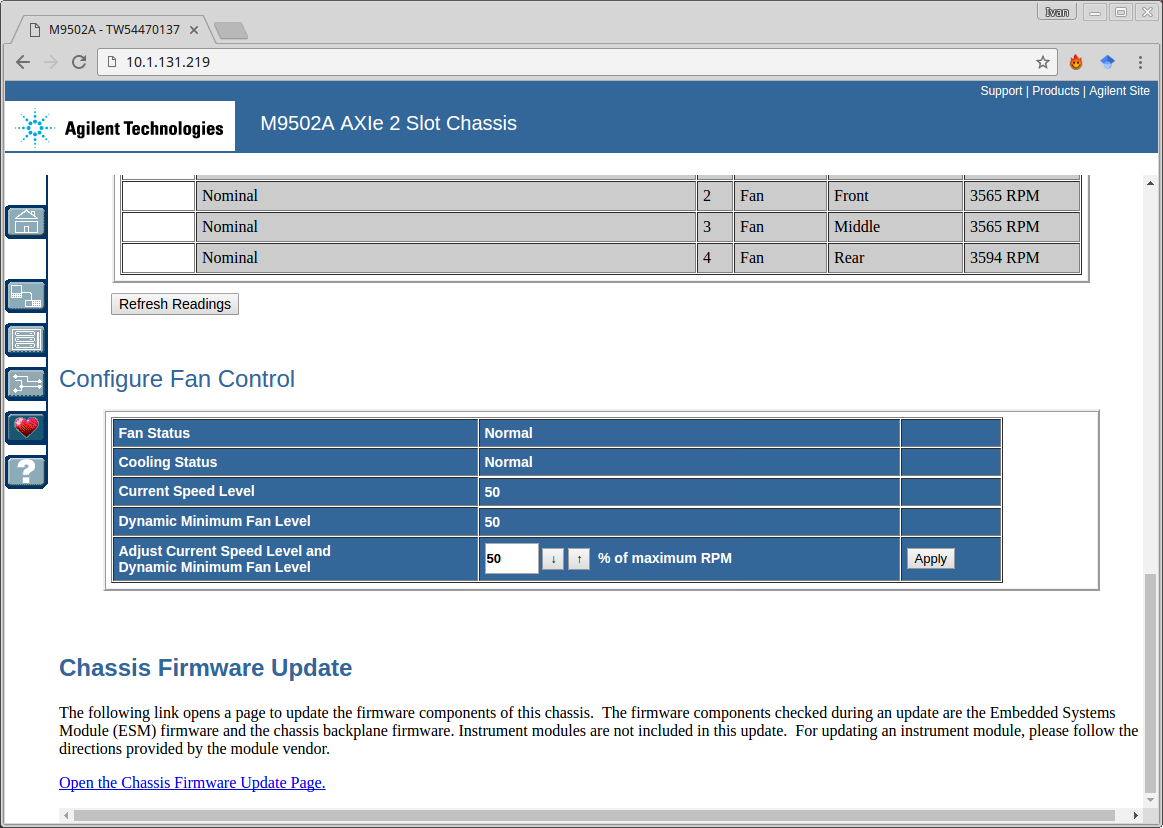 Ivan
M9502A - TW54470137
10.1.131.219
Support | Products | Agilent Site
Agilent Technologies
M9502A AXIe 2 Slot Chassis
Nominal 2 Fan Front 3565 RPM
Nominal 3 Fan Middle 3565 RPM
Nominal 4 Fan Rear 3594 RPM
Refresh Readings
Configure Fan Control
Fan Status Normal
Cooling Status Normal
Current Speed Level 50
Dynamic Minimum Fan Level 50
Adjust Current Speed Level and
Dynamic Minimum Fan Level 50 ↓ ↑ % of maximum RPM Apply
Chassis Firmware Update
The following link opens a page to update the firmware components of this chassis.  The firmware components checked during an update are the Embedded Systems
Module (ESM) firmware and the chassis backplane firmware. Instrument modules are not included in this update.  For updating an instrument module, please follow the
directions provided by the module vendor.
Open the Chassis Firmware Update Page.